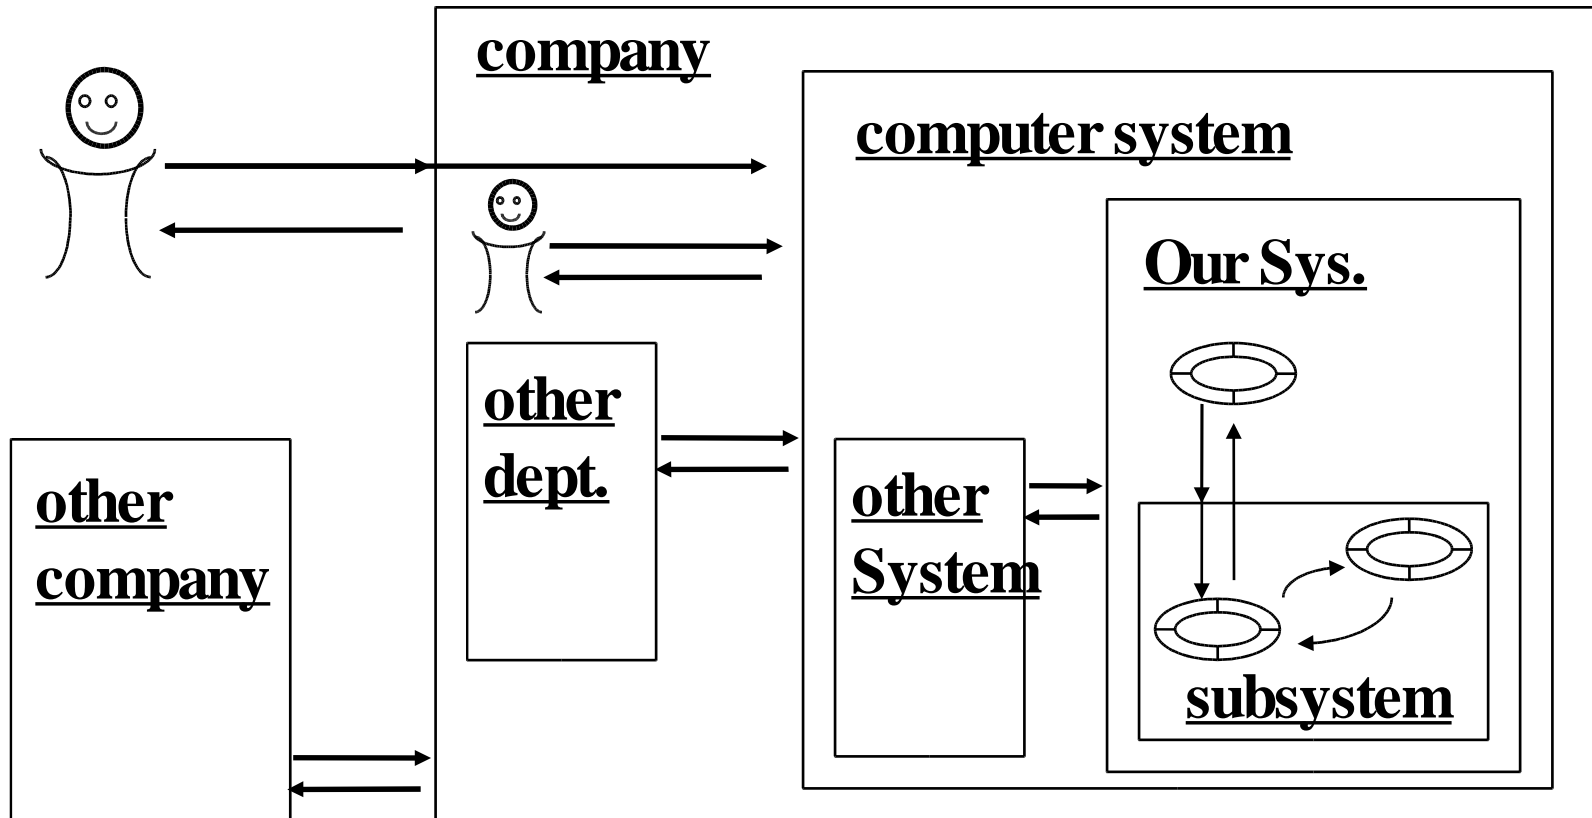 company
computer system
Our Sys.
other
dept.
other
company
other
System
subsystem